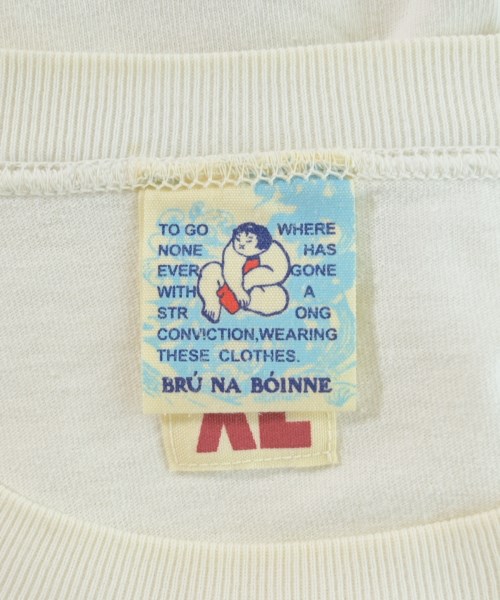 TO GO WHERE
NONE HAS
EVER GONE
WITH A
STR ONG
CONVICTION, WEARING
THESE CLOTHES.
BRÚ NA BÓINNE
XL